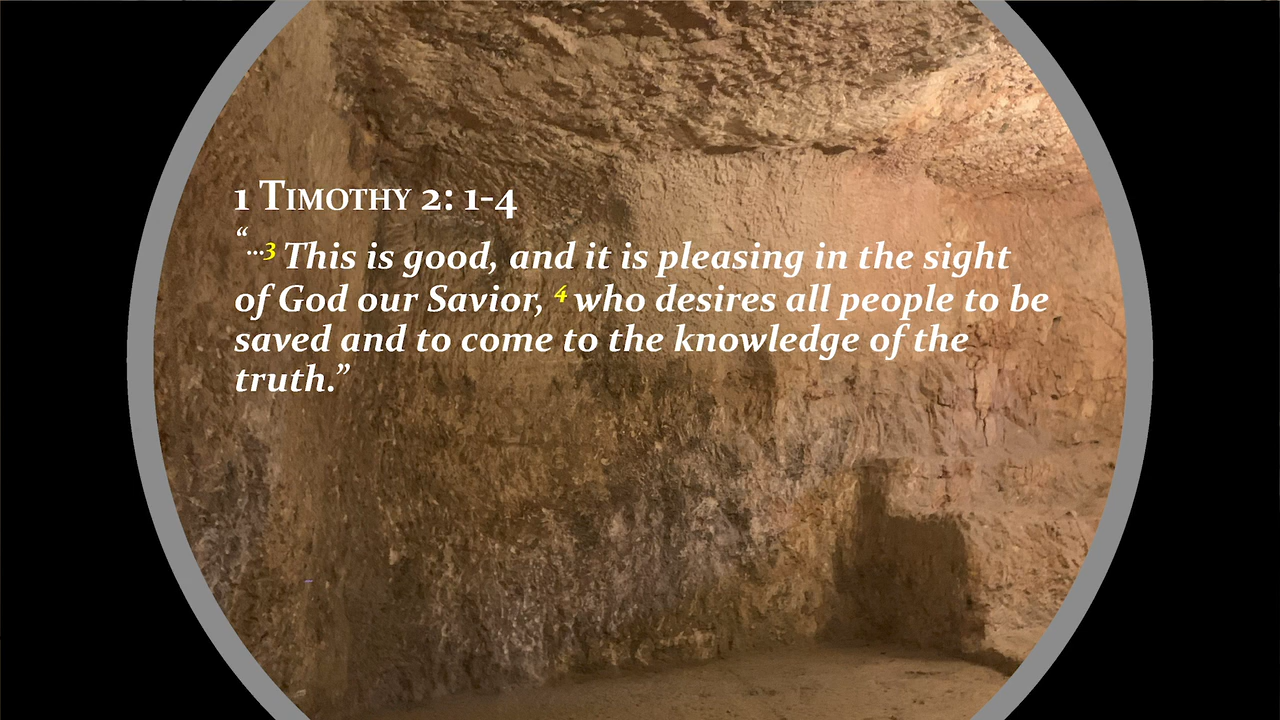 1 Timothy 2: 1-4
“…3 This is good, and it is pleasing in the sight
of God our Savior, 4 who desires all people to be
saved and to come to the knowledge of the
truth.”